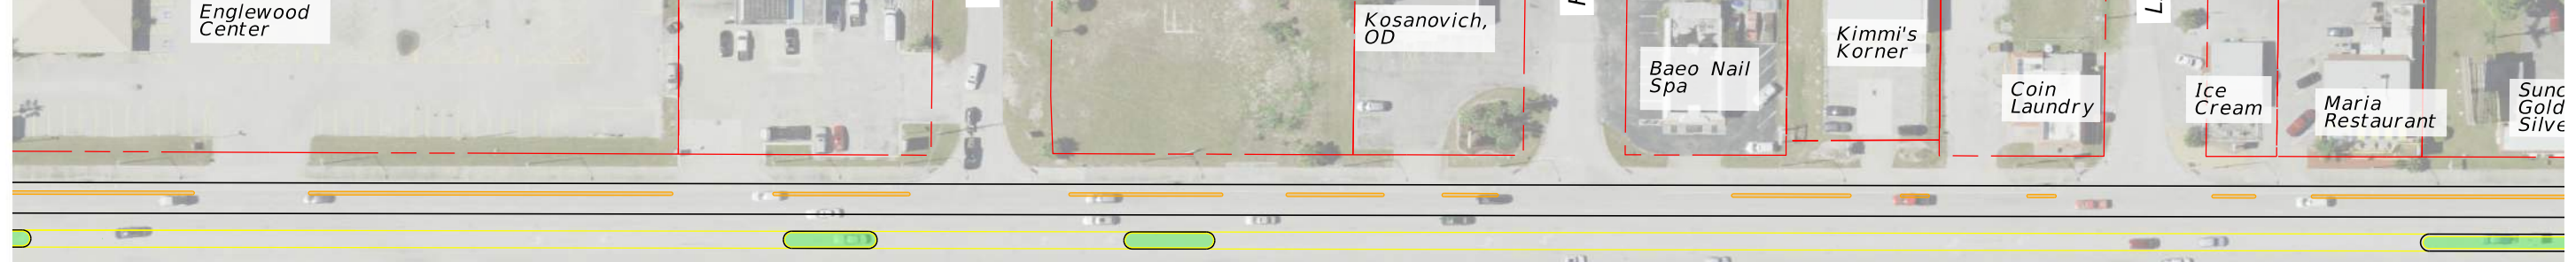 Englewood
Center
Kosanovich,
OD
Kimmi's
Korner
Baeo Nail
Spa
Coin
Laundry
Ice
Cream
Maria
Restaurant